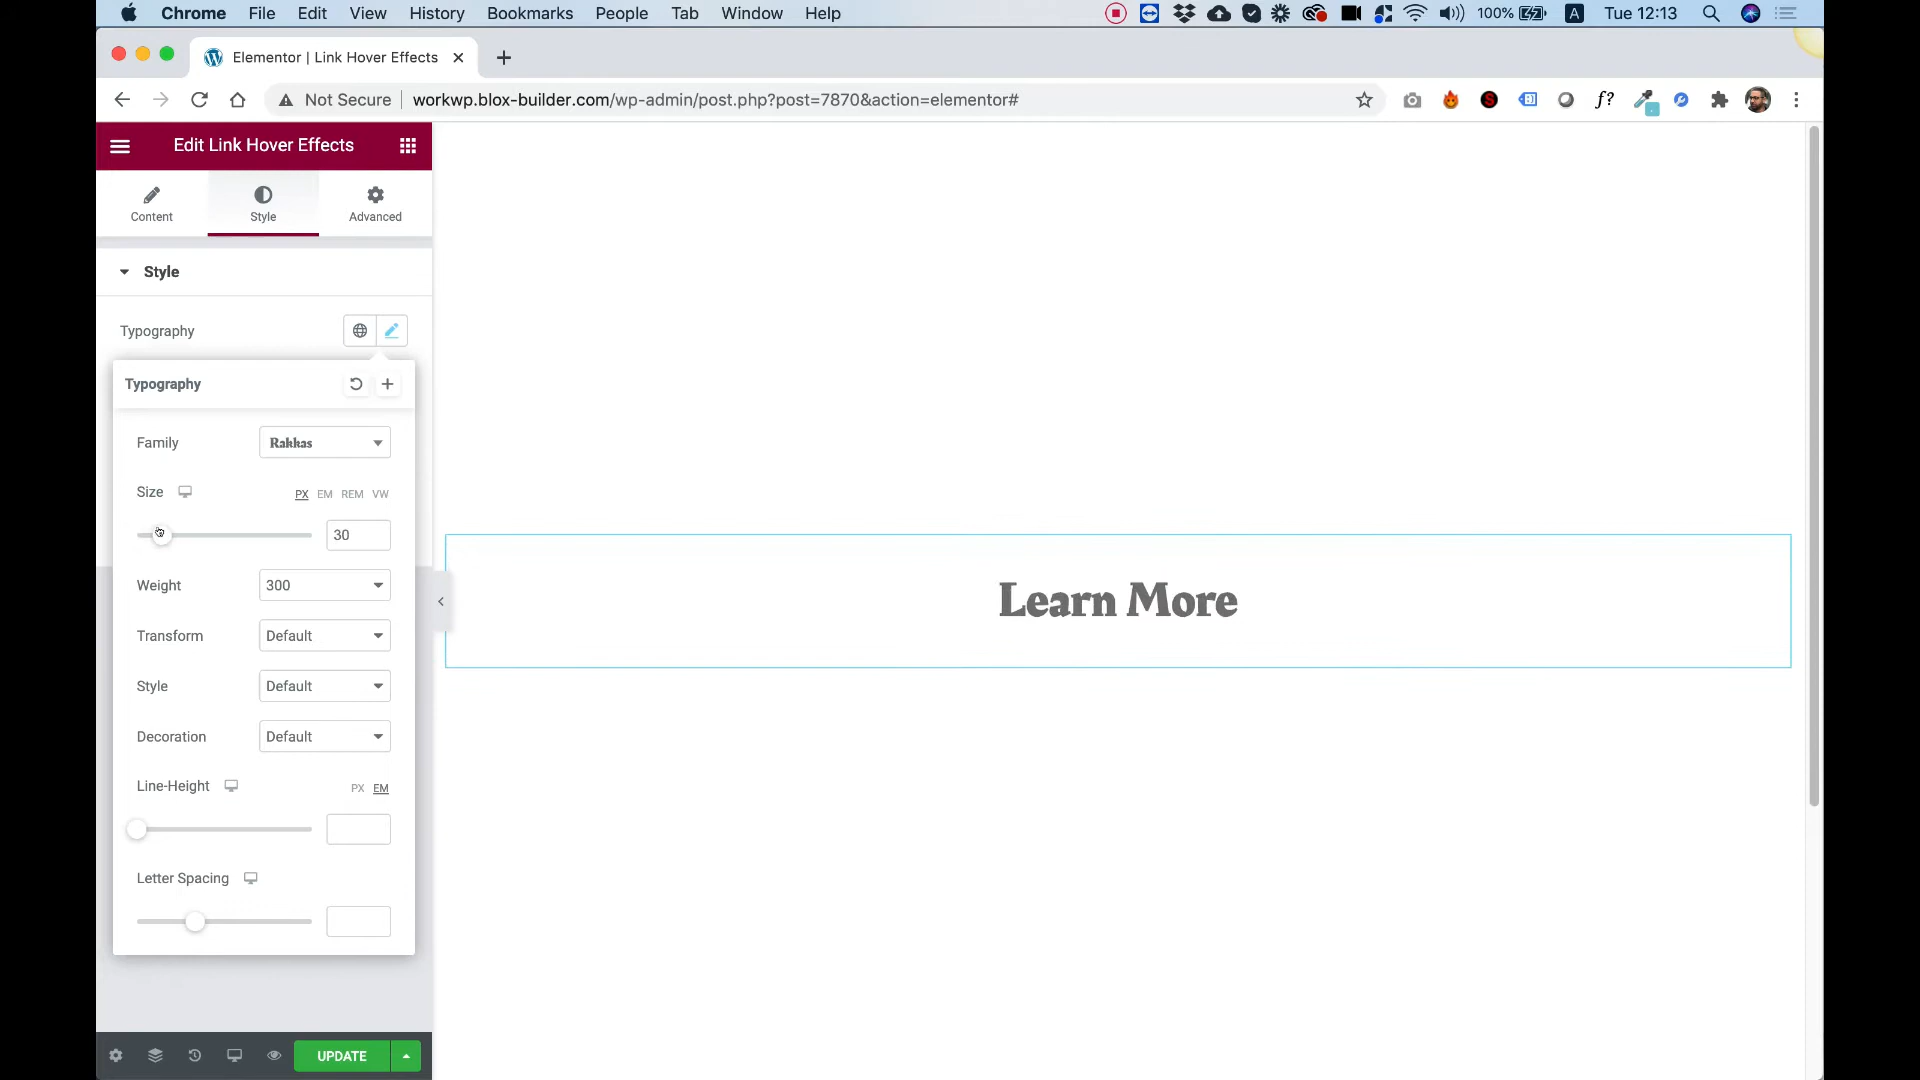 Chrome File Edit View History Bookmarks People Tab Window Help 100% A Tue 12:13
Elementor | Link Hover Effects
Not Secure workwp.blox-builder.com/wp-admin/post.php?post=7870&action=elementor#
f?
Edit Link Hover Effects
Content Style Advanced
Style
Typography
Typography
Family Rakkas
Size PX EM REM VW
30
Weight 300
Transform Default
Style Default
Decoration Default
Line-Height PX EM
Letter Spacing
UPDATE
Learn More